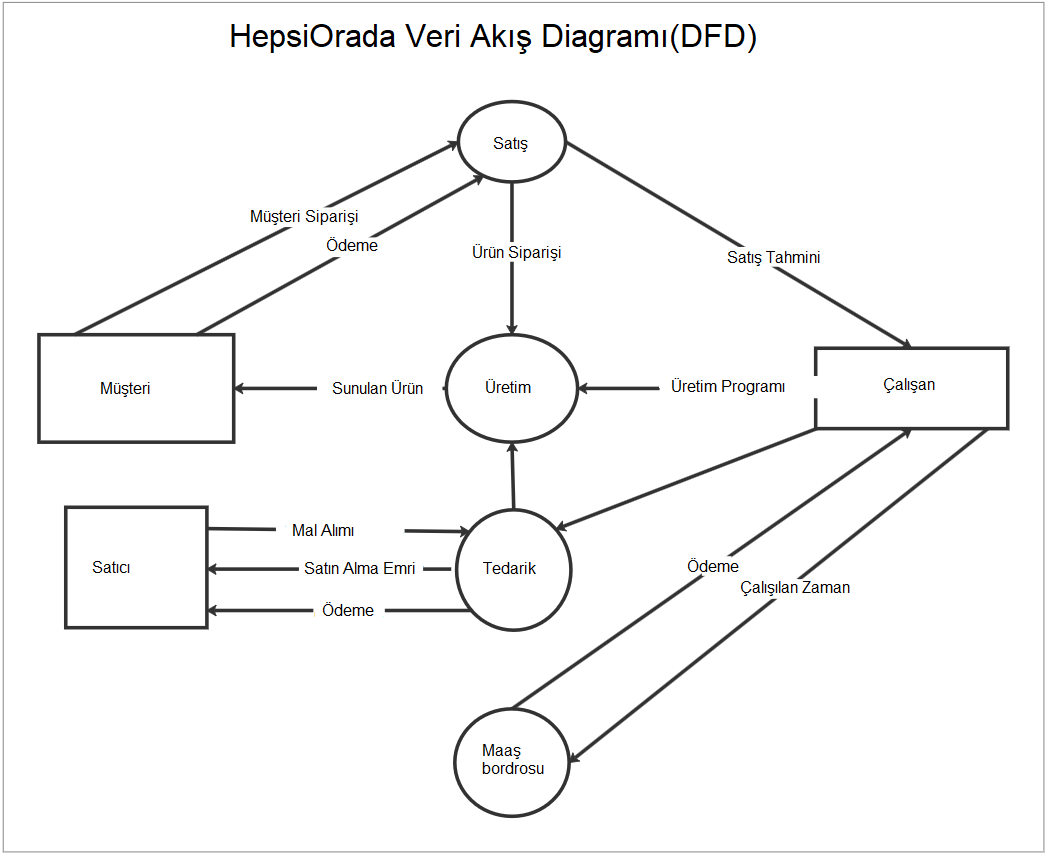 HepsiOrada Veri Akış Diagramı(DFD)
Satış
Müşteri Siparişi
Ödeme
Ürün Siparişi
Satış Tahmini
Müşteri
Sunulan Ürün
Üretim
Üretim Programı
Çalışan
Satıcı
Mal Alımı
Satın Alma Emri
Ödeme
Tedarik
Ödeme
Çalışılan Zaman
Maaş
bordrosu